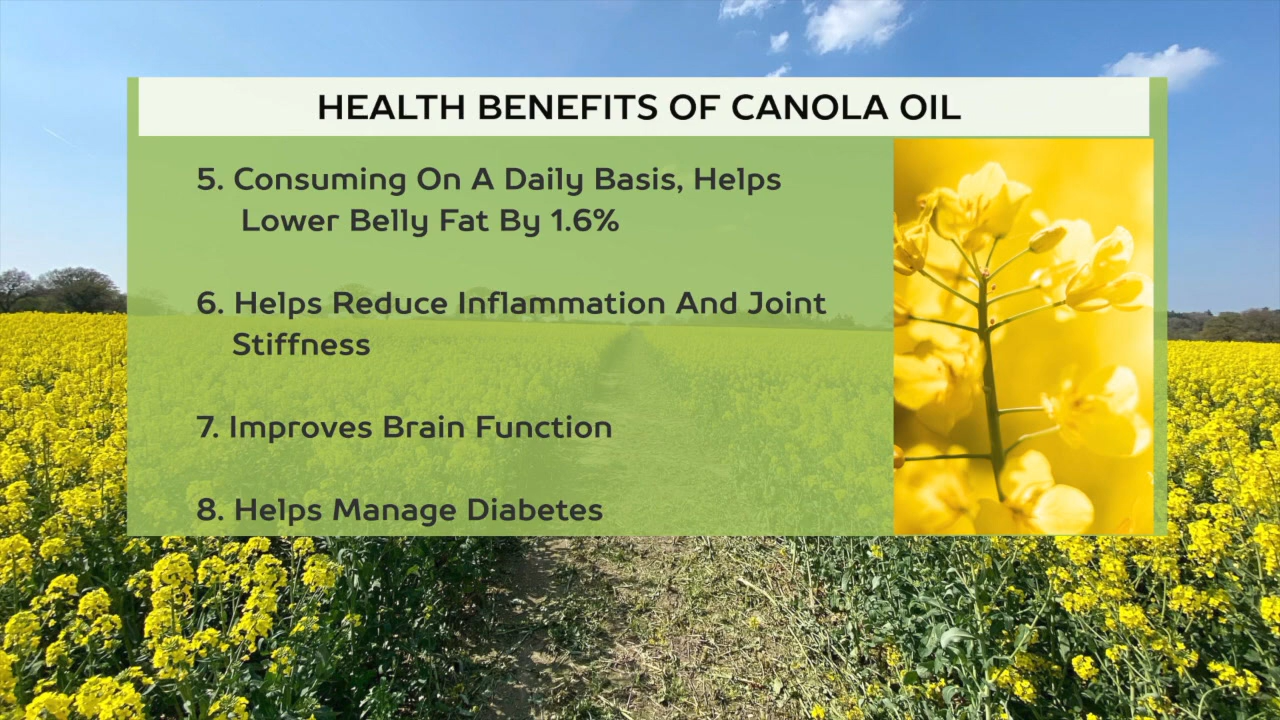 HEALTH BENEFITS OF CANOLA OIL
5. Consuming On A Daily Basis, Helps
Lower Belly Fat By 1.6%
6. Helps Reduce Inflammation And Joint
Stiffness
7. Improves Brain Function
8. Helps Manage Diabetes